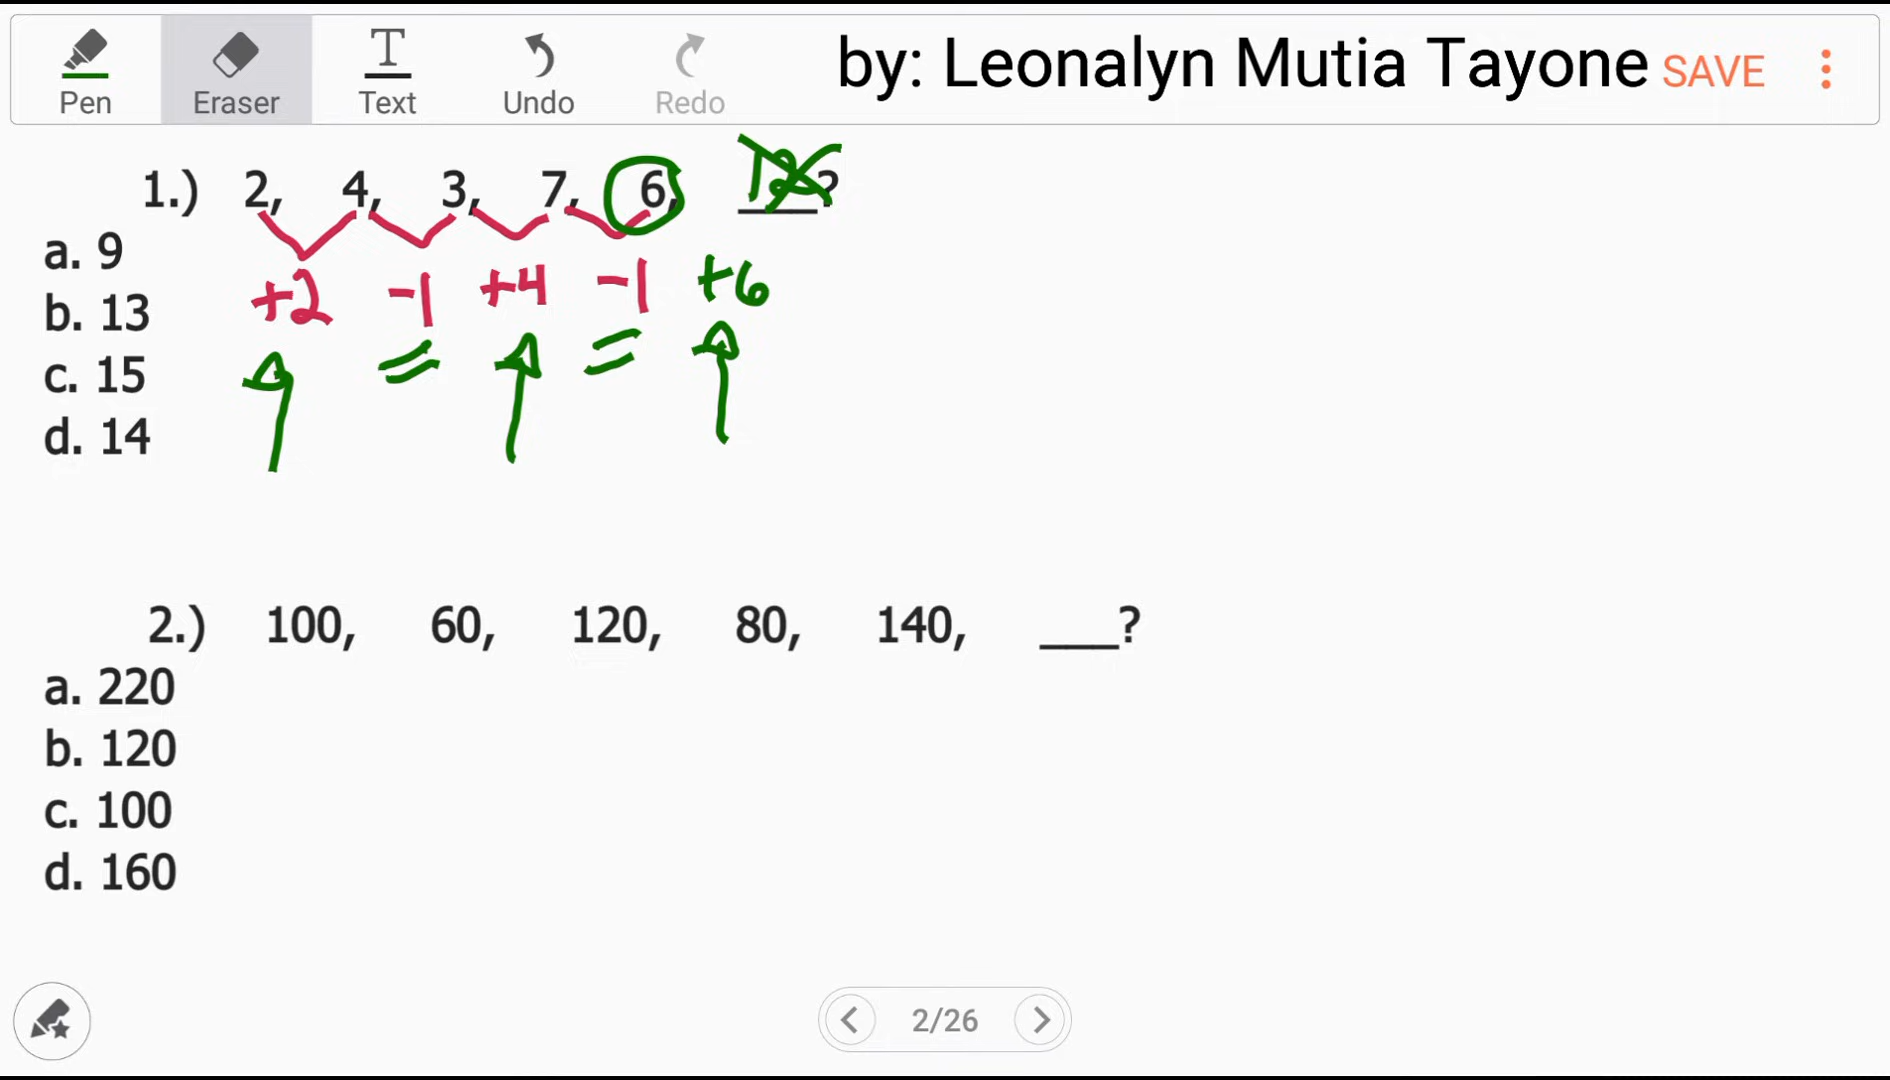 Pen Eraser Text Undo Redo by: Leonalyn Mutia Tayone SAVE
1.) 2, 4, 3, 7, 6, 12 ___?
a. 9
+2 -1 +4 -1 +6
b. 13
= =
c. 15
d. 14
2.) 100, 60, 120, 80, 140, ___?
a. 220
b. 120
c. 100
d. 160
2/26